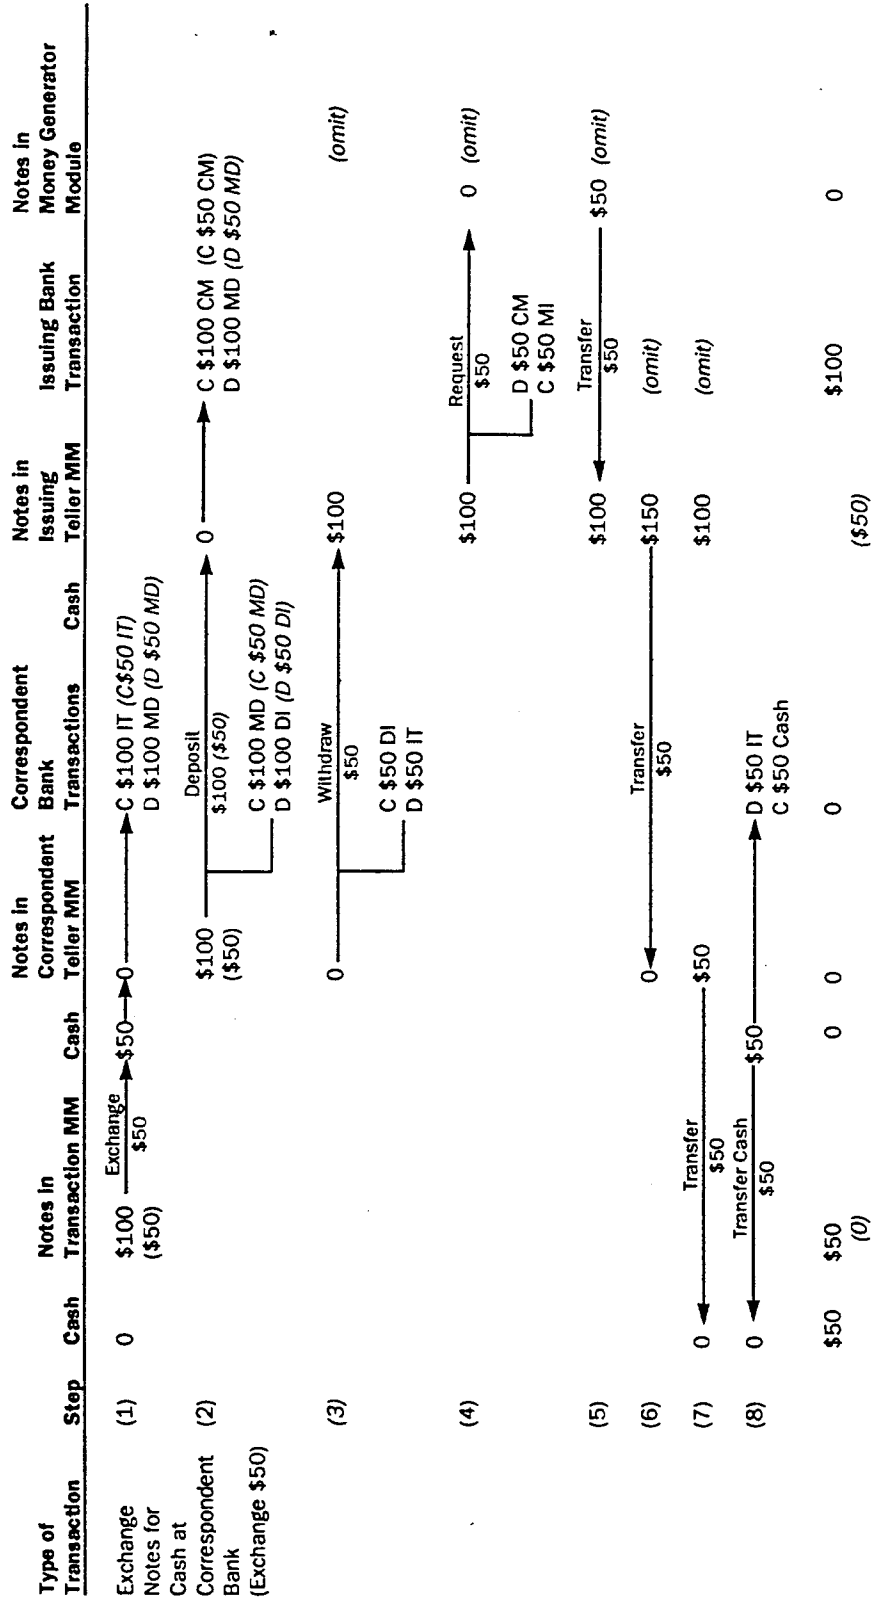 Type of Transaction
Step
Cash
Notes in Transaction MM
Cash
Notes in Correspondent Teller MM
Correspondent Bank Transactions
Cash
Notes in Issuing Teller MM
Issuing Bank Transaction
Notes in Money Generator Module
Exchange
Notes for
Cash at
Correspondent
Bank
(Exchange $50)
(1)
0
$100
($50)
Exchange
$50
$50
0
C $100 IT (C$50 IT)
D $100 MD (D $50 MD)
(2)
$100
($50)
Deposit
$100 ($50)
C $100 MD (C $50 MD)
D $100 DI (D $50 DI)
0
C $100 CM (C $50 CM)
D $100 MD (D $50 MD)
(3)
0
Withdraw
$50
C $50 DI
D $50 IT
$100
(omit)
(4)
$100
Request
$50
D $50 CM
C $50 MI
0 (omit)
(5)
$100
Transfer
$50
$50 (omit)
(6)
0
Transfer
$50
$150
(omit)
(7)
0
Transfer
$50
$50
$100
(omit)
(8)
0
Transfer Cash
$50
$50
D $50 IT
C $50 Cash
$50
$50
(0)
0
0
0
($50)
$100
0